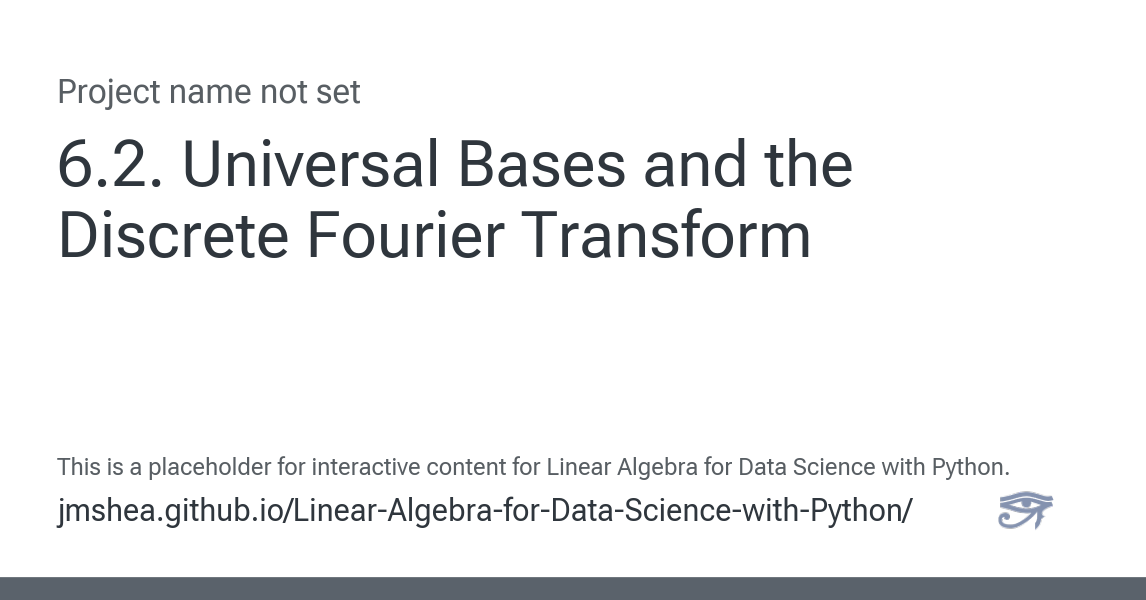 Project name not set
6.2. Universal Bases and the
Discrete Fourier Transform
This is a placeholder for interactive content for Linear Algebra for Data Science with Python.
jmshea.github.io/Linear-Algebra-for-Data-Science-with-Python/